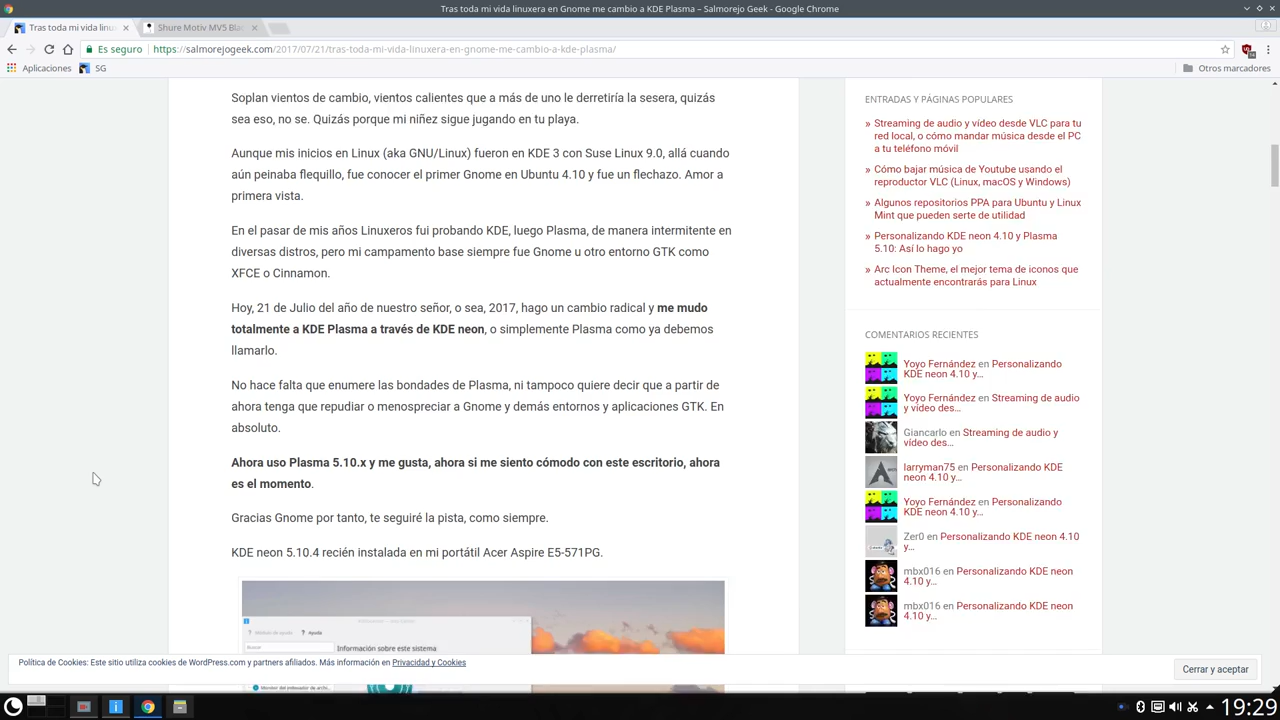 Tras toda mi vida linuxera en Gnome me cambio a KDE Plasma – Salmorejo Geek - Google Chrome
Tras toda mi vida linux
Shure Motiv MV5 Bla
Es seguro
https://salmorejogeek.com/2017/07/21/tras-toda-mi-vida-linuxera-en-gnome-me-cambio-a-kde-plasma/
Aplicaciones
SG
Otros marcadores
Soplan vientos de cambio, vientos calientes que a más de uno le derretiría la sesera, quizás
sea eso, no se. Quizás porque mi niñez sigue jugando en tu playa.
Aunque mis inicios en Linux (aka GNU/Linux) fueron en KDE 3 con Suse Linux 9.0, allá cuando
aún peinaba flequillo, fue conocer el primer Gnome en Ubuntu 4.10 y fue un flechazo. Amor a
primera vista.
En el pasar de mis años Linuxeros fui probando KDE, luego Plasma, de manera intermitente en
diversas distros, pero mi campamento base siempre fue Gnome u otro entorno GTK como
XFCE o Cinnamon.
Hoy, 21 de Julio del año de nuestro señor, o sea, 2017, hago un cambio radical y me mudo
totalmente a KDE Plasma a través de KDE neon, o simplemente Plasma como ya debemos
llamarlo.
No hace falta que enumere las bondades de Plasma, ni tampoco quiere decir que a partir de
ahora tenga que repudiar o menospreciar a Gnome y demás entornos y aplicaciones GTK. En
absoluto.
Ahora uso Plasma 5.10.x y me gusta, ahora si me siento cómodo con este escritorio, ahora
es el momento.
Gracias Gnome por tanto, te seguiré la pista, como siempre.
KDE neon 5.10.4 recién instalada en mi portátil Acer Aspire E5-571PG.
Ayuda
Buscar
Información sobre este sistema
ENTRADAS Y PÁGINAS POPULARES
» Streaming de audio y vídeo desde VLC para tu
red local, o cómo mandar música desde el PC
a tu teléfono móvil
» Cómo bajar música de Youtube usando el
reproductor VLC (Linux, macOS y Windows)
» Algunos repositorios PPA para Ubuntu y Linux
Mint que pueden serte de utilidad
» Personalizando KDE neon 4.10 y Plasma
5.10: Así lo hago yo
» Arc Icon Theme, el mejor tema de iconos que
actualmente encontrarás para Linux
COMENTARIOS RECIENTES
Yoyo Fernández en Personalizando
KDE neon 4.10 y…
Yoyo Fernández en Streaming de audio
y vídeo des…
Giancarlo en Streaming de audio y
vídeo des…
larryman75 en Personalizando KDE
neon 4.10 y…
Yoyo Fernández en Personalizando
KDE neon 4.10 y…
Zer0 en Personalizando KDE neon 4.10
y…
mbx016 en Personalizando KDE neon
4.10 y…
mbx016 en Personalizando KDE neon
4.10 y…
Política de Cookies: Este sitio utiliza cookies de WordPress.com y partners afiliados. Más información en Privacidad y Cookies
Cerrar y aceptar
19:29